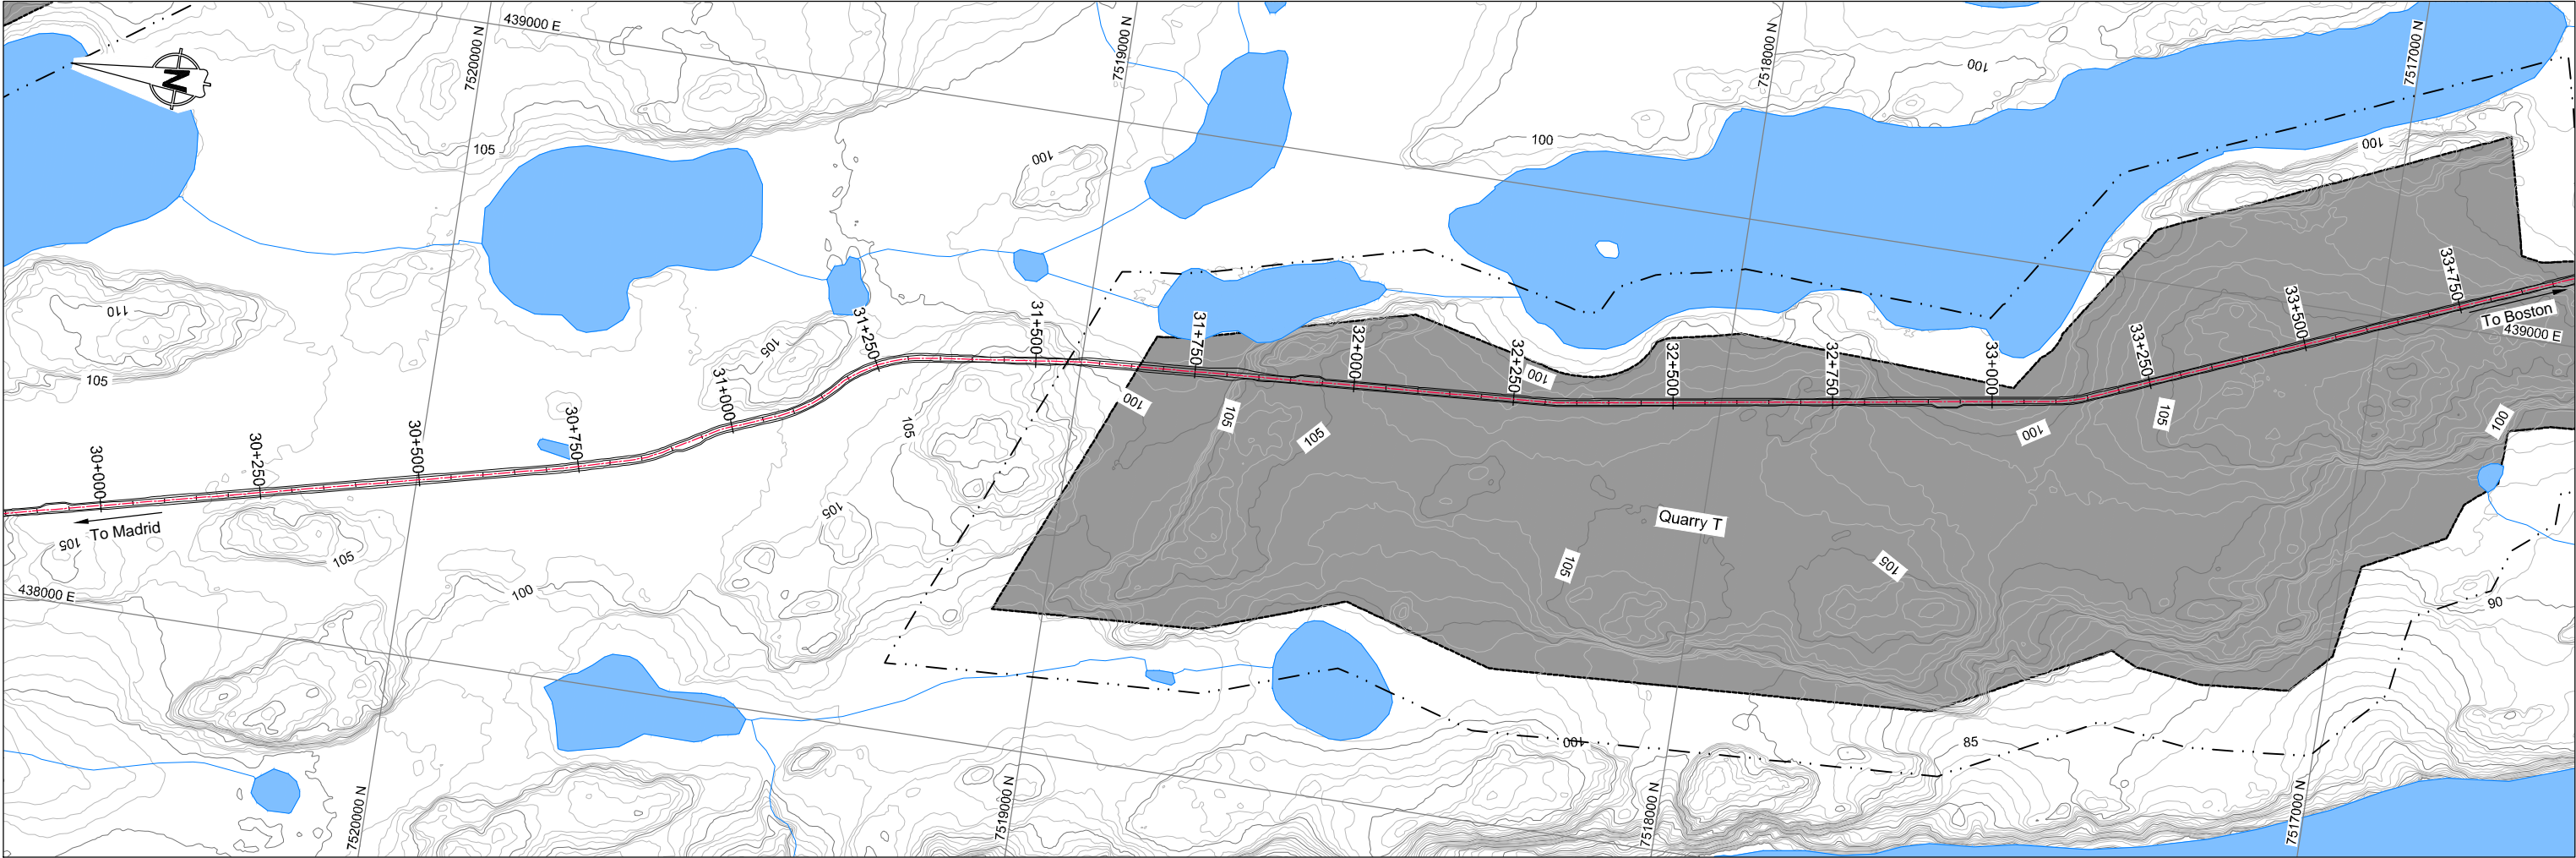 439000 E
7520000 N
7519000 N
7518000 N
7517000 N
N
100
105
100
100
100
110
105
105
31+250
31+500
31+750
32+000
32+250
32+500
32+750
33+000
33+250
33+500
33+750
To Boston
439000 E
31+000
30+750
30+500
30+250
30+000
100
100
105
105
105
100
105
100
To Madrid
105
105
105
Quarry T
105
105
438000 E
100
90
100
85
7520000 N
7519000 N
7518000 N
7517000 N